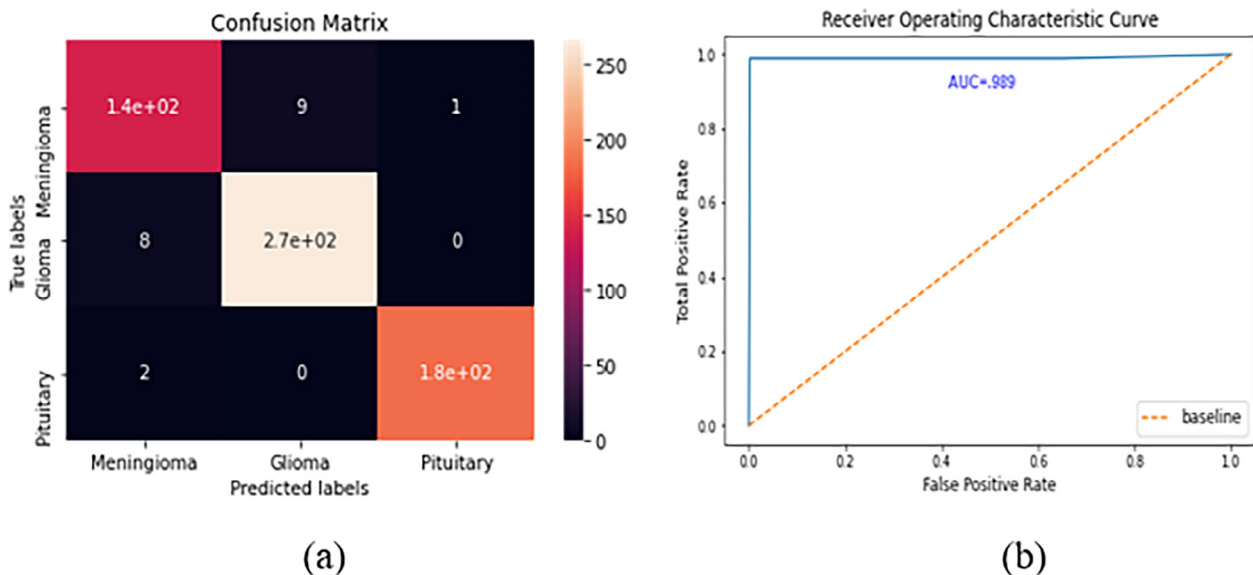 Confusion Matrix
True labels
Meningioma
Glioma
Pituitary
1.4e+02 9 1
8 2.7e+02 0
2 0 1.8e+02
Meningioma Glioma Pituitary
Predicted labels
250
200
150
100
50
0
(a)
Receiver Operating Characteristic Curve
Total Positive Rate
1.0
0.8
0.6
0.4
0.2
0.0
AUC=.989
baseline
0.0 0.2 0.4 0.6 0.8 1.0
False Positive Rate
(b)